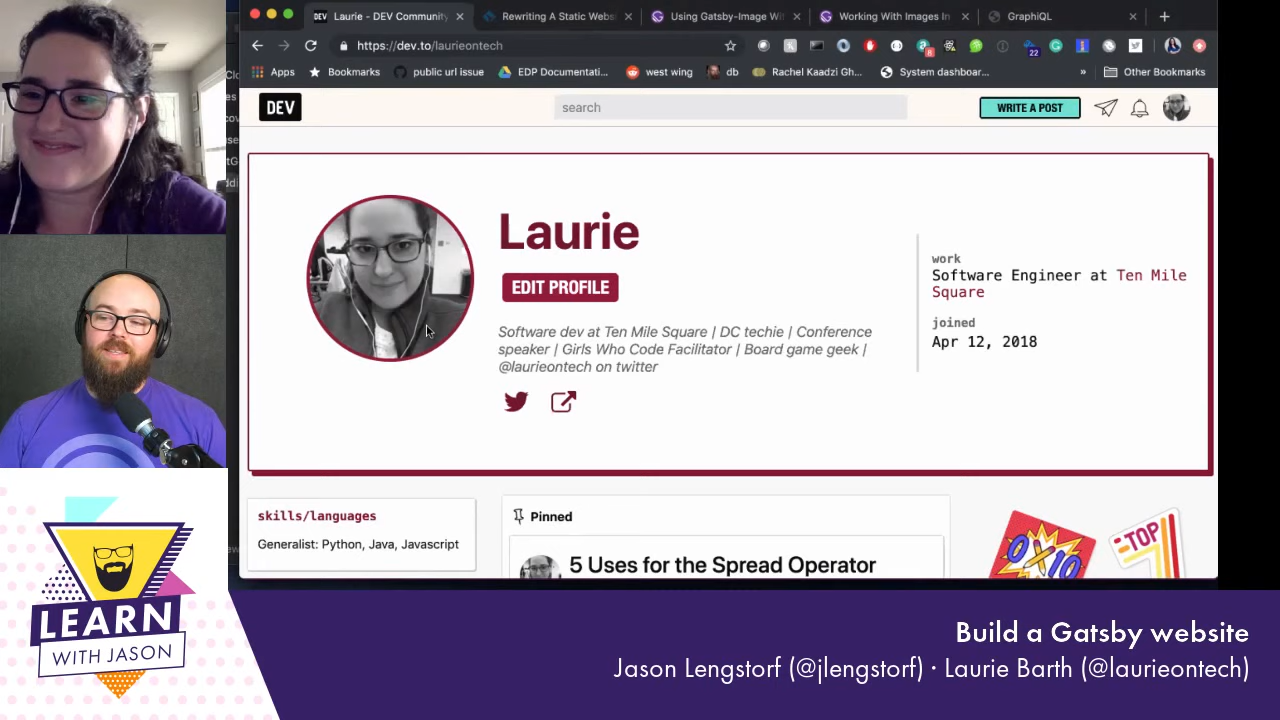 Laurie - DEV Community
Rewriting A Static Webs
Using Gatsby-Image Wi
Working With Images In
GraphiQL
https://dev.to/laurieontech
8
22
Apps
Bookmarks
public url issue
EDP Documentati...
west wing
db
Rachel Kaadzi Gh...
System dashboar...
»
Other Bookmarks
DEV
search
WRITE A POST
Laurie
EDIT PROFILE
Software dev at Ten Mile Square | DC techie | Conference
speaker | Girls Who Code Facilitator | Board game geek |
@laurieontech on twitter
work
Software Engineer at Ten Mile
Square
joined
Apr 12, 2018
skills/languages
Generalist: Python, Java, Javascript
Pinned
5 Uses for the Spread Operator
TOP
7
LEARN
WITH JASON
Build a Gatsby website
Jason Lengstorf (@jlengstorf) · Laurie Barth (@laurieontech)